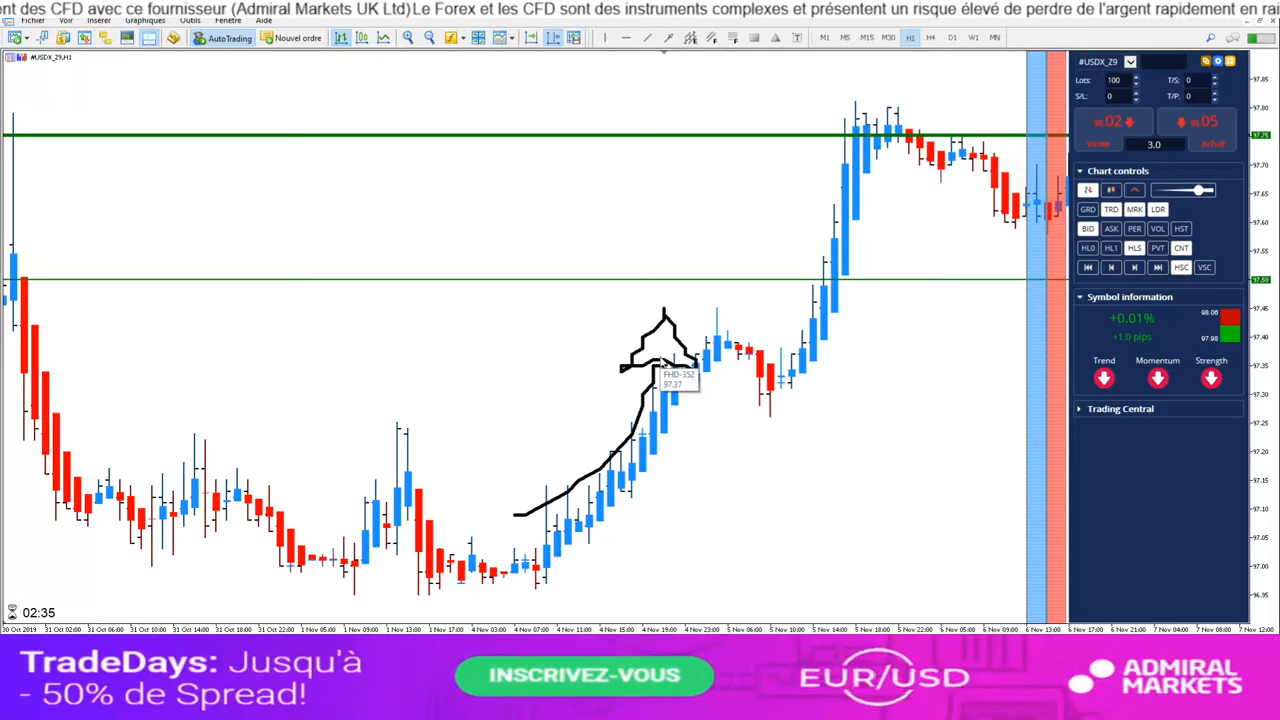 ent des CFD avec ce fournisseur (Admiral Markets UK Ltd)Le Forex et les CFD sont des instruments complexes et présentent un risque élevé de perdre de l'argent rapidement en rai
Fichier Voir Insérer Graphiques Outils Fenêtre Aide
AutoTrading Nouvel ordre M1 M5 M15 M30 H1 H4 D1 W1 MN
#USDX_Z9,H1
#USDX_Z9
Lots: 100 T/S: 0
S/L: 0 T/P: 0
98.02 98.05
Vente 3.0 Achat
Chart controls
GRD TRD MRK LDR
BID ASK PER VOL HST
HL0 HL1 HLS PVT CNT
HSC VSC
Symbol information
+0.01% 98.06
+1.0 pips 97.98
Trend Momentum Strength
Trading Central
97.85
97.80
97.75
97.70
97.65
97.60
97.55
97.50
97.45
97.40
97.35
97.30
97.25
97.20
97.15
97.10
97.05
97.00
96.95
FHD-352
97.37
02:35
30 Oct 2019 31 Oct 02:00 31 Oct 06:00 31 Oct 10:00 31 Oct 14:00 31 Oct 18:00 31 Oct 22:00 1 Nov 05:00 1 Nov 09:00 1 Nov 13:00 1 Nov 17:00 4 Nov 03:00 4 Nov 07:00 4 Nov 11:00 4 Nov 15:00 4 Nov 19:00 4 Nov 23:00 5 Nov 06:00 5 Nov 10:00 5 Nov 14:00 5 Nov 18:00 5 Nov 22:00 6 Nov 05:00 6 Nov 09:00 6 Nov 13:00 6 Nov 17:00 6 Nov 21:00 7 Nov 04:00 7 Nov 08:00 7 Nov 12:00
TradeDays: Jusqu'à
- 50% de Spread!
INSCRIVEZ-VOUS
EUR/USD
ADMIRAL
MARKETS